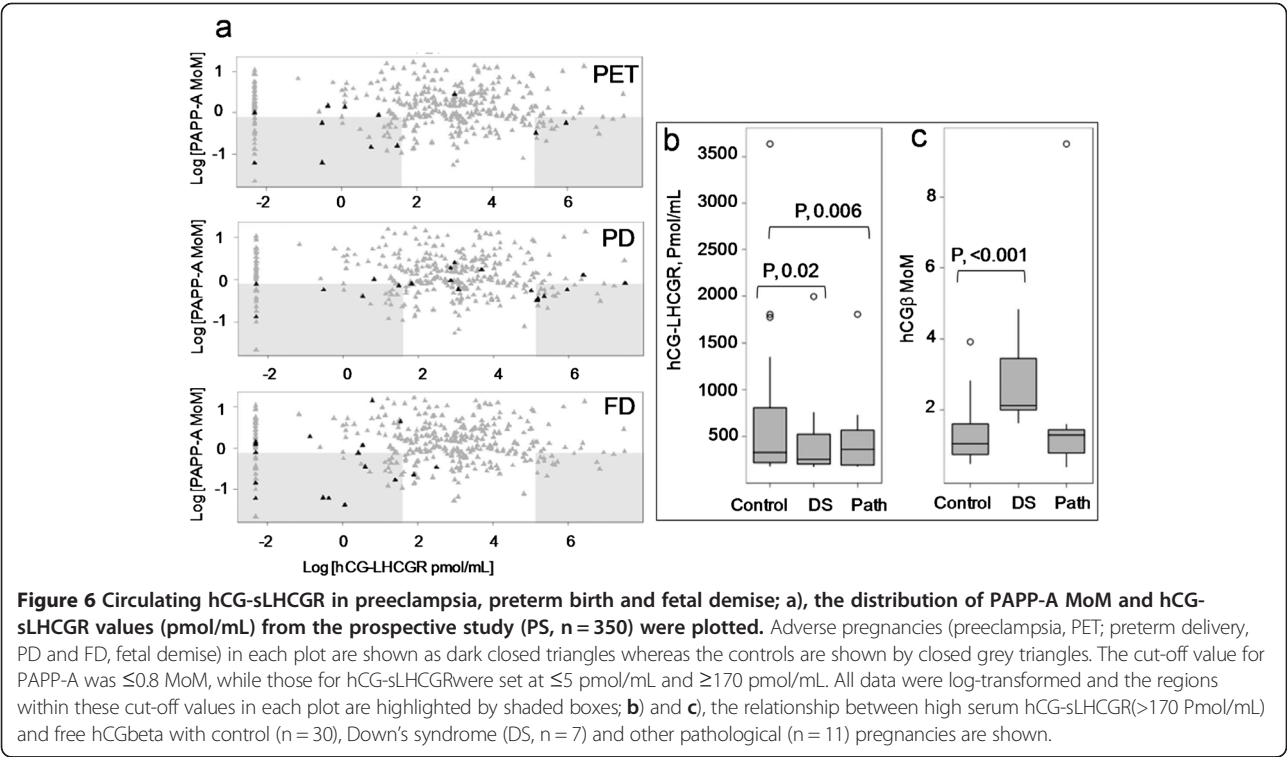 a
PET
Log [PAPP-A MoM]
1
0
-1
-2 0 2 4 6
PD
Log [PAPP-A MoM]
1
0
-1
-2 0 2 4 6
FD
Log [PAPP-A MoM]
1
0
-1
-2 0 2 4 6
Log [hCG-LHCGR pmol/mL]
b
hCG-LHCGR, Pmol/mL
3500
3000
2500
2000
1500
1000
500
P, 0.006
P, 0.02
Control DS Path
c
hCGβ MoM
8
6
4
2
P, <0.001
Control DS Path
Figure 6 Circulating hCG-sLHCGR in preeclampsia, preterm birth and fetal demise; a), the distribution of PAPP-A MoM and hCG-
sLHCGR values (pmol/mL) from the prospective study (PS, n = 350) were plotted. Adverse pregnancies (preeclampsia, PET; preterm delivery,
PD and FD, fetal demise) in each plot are shown as dark closed triangles whereas the controls are shown by closed grey triangles. The cut-off value for
PAPP-A was ≤0.8 MoM, while those for hCG-sLHCGRwere set at ≤5 pmol/mL and ≥170 pmol/mL. All data were log-transformed and the regions
within these cut-off values in each plot are highlighted by shaded boxes; b) and c), the relationship between high serum hCG-sLHCGR(>170 Pmol/mL)
and free hCGbeta with control (n = 30), Down's syndrome (DS, n = 7) and other pathological (n = 11) pregnancies are shown.